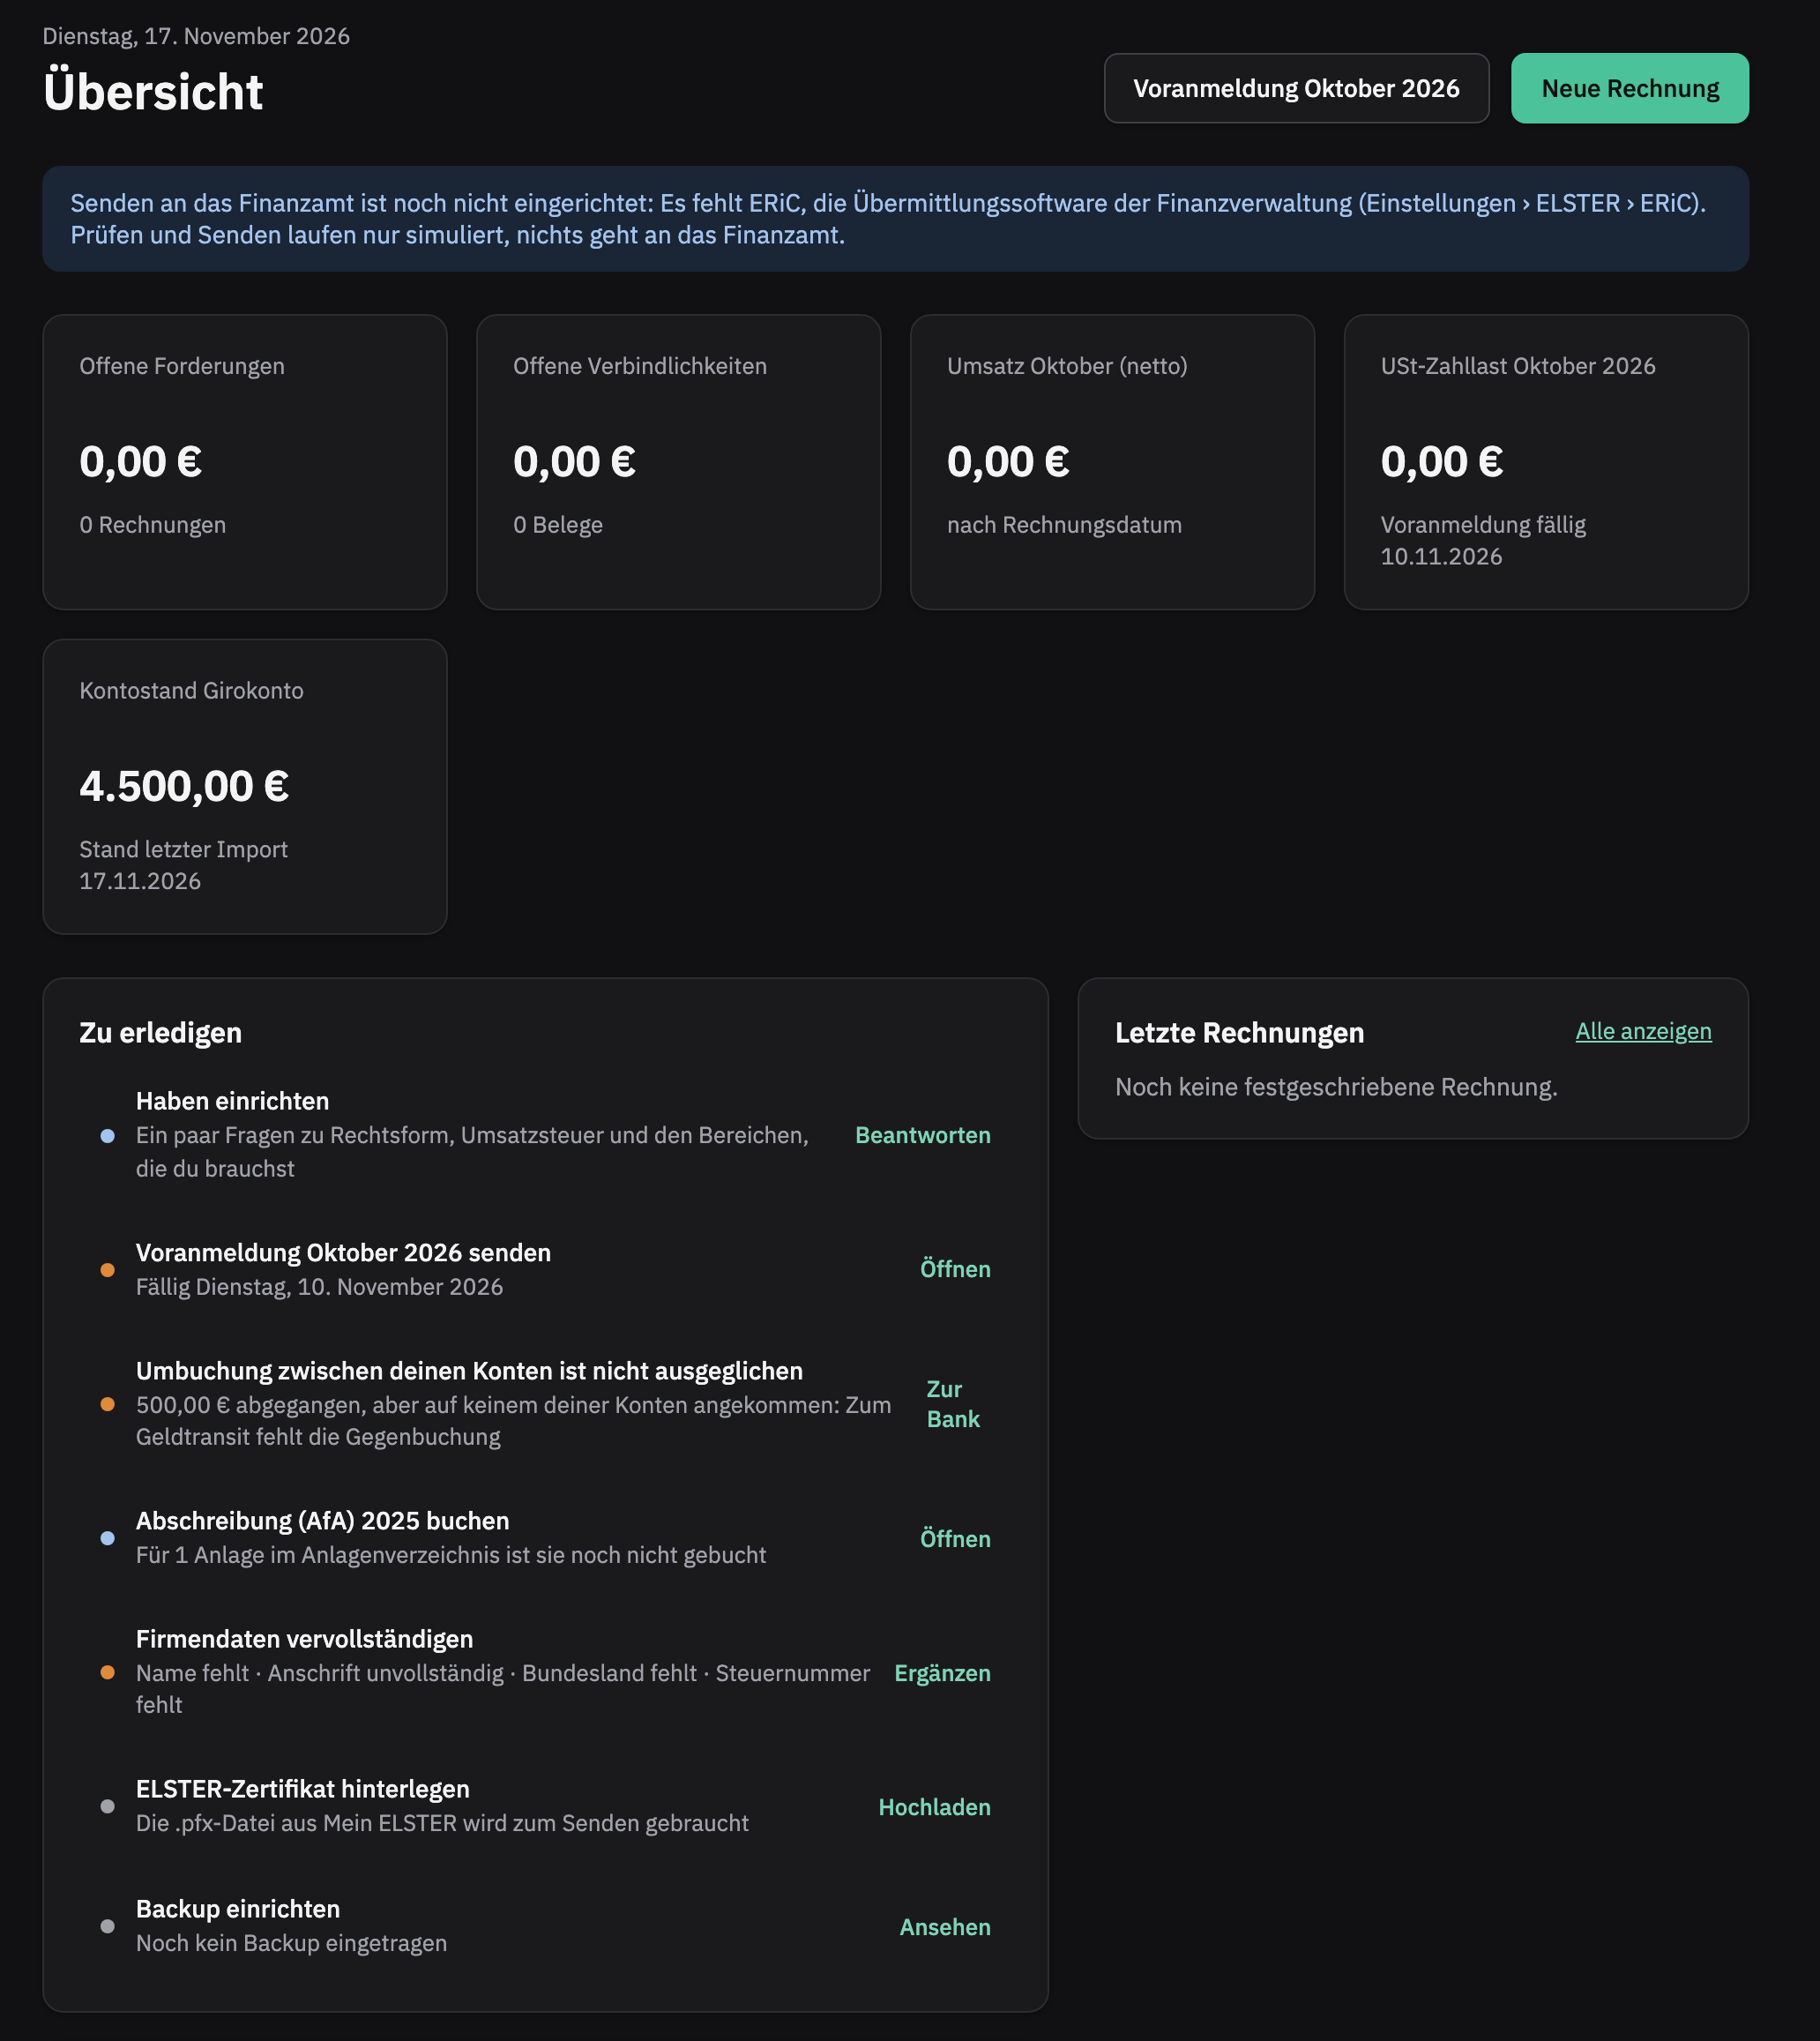 Dienstag, 17. November 2026
Übersicht
Voranmeldung Oktober 2026
Neue Rechnung
Senden an das Finanzamt ist noch nicht eingerichtet: Es fehlt ERiC, die Übermittlungssoftware der Finanzverwaltung (Einstellungen › ELSTER › ERiC).
Prüfen und Senden laufen nur simuliert, nichts geht an das Finanzamt.
Offene Forderungen
0,00 €
0 Rechnungen
Offene Verbindlichkeiten
0,00 €
0 Belege
Umsatz Oktober (netto)
0,00 €
nach Rechnungsdatum
USt-Zahllast Oktober 2026
0,00 €
Voranmeldung fällig
10.11.2026
Kontostand Girokonto
4.500,00 €
Stand letzter Import
17.11.2026
Zu erledigen
Haben einrichten
Ein paar Fragen zu Rechtsform, Umsatzsteuer und den Bereichen,
die du brauchst
Beantworten
Voranmeldung Oktober 2026 senden
Fällig Dienstag, 10. November 2026
Öffnen
Umbuchung zwischen deinen Konten ist nicht ausgeglichen
500,00 € abgegangen, aber auf keinem deiner Konten angekommen: Zum
Geldtransit fehlt die Gegenbuchung
Zur
Bank
Abschreibung (AfA) 2025 buchen
Für 1 Anlage im Anlagenverzeichnis ist sie noch nicht gebucht
Öffnen
Firmendaten vervollständigen
Name fehlt · Anschrift unvollständig · Bundesland fehlt · Steuernummer
fehlt
Ergänzen
ELSTER-Zertifikat hinterlegen
Die .pfx-Datei aus Mein ELSTER wird zum Senden gebraucht
Hochladen
Backup einrichten
Noch kein Backup eingetragen
Ansehen
Letzte Rechnungen
Alle anzeigen
Noch keine festgeschriebene Rechnung.